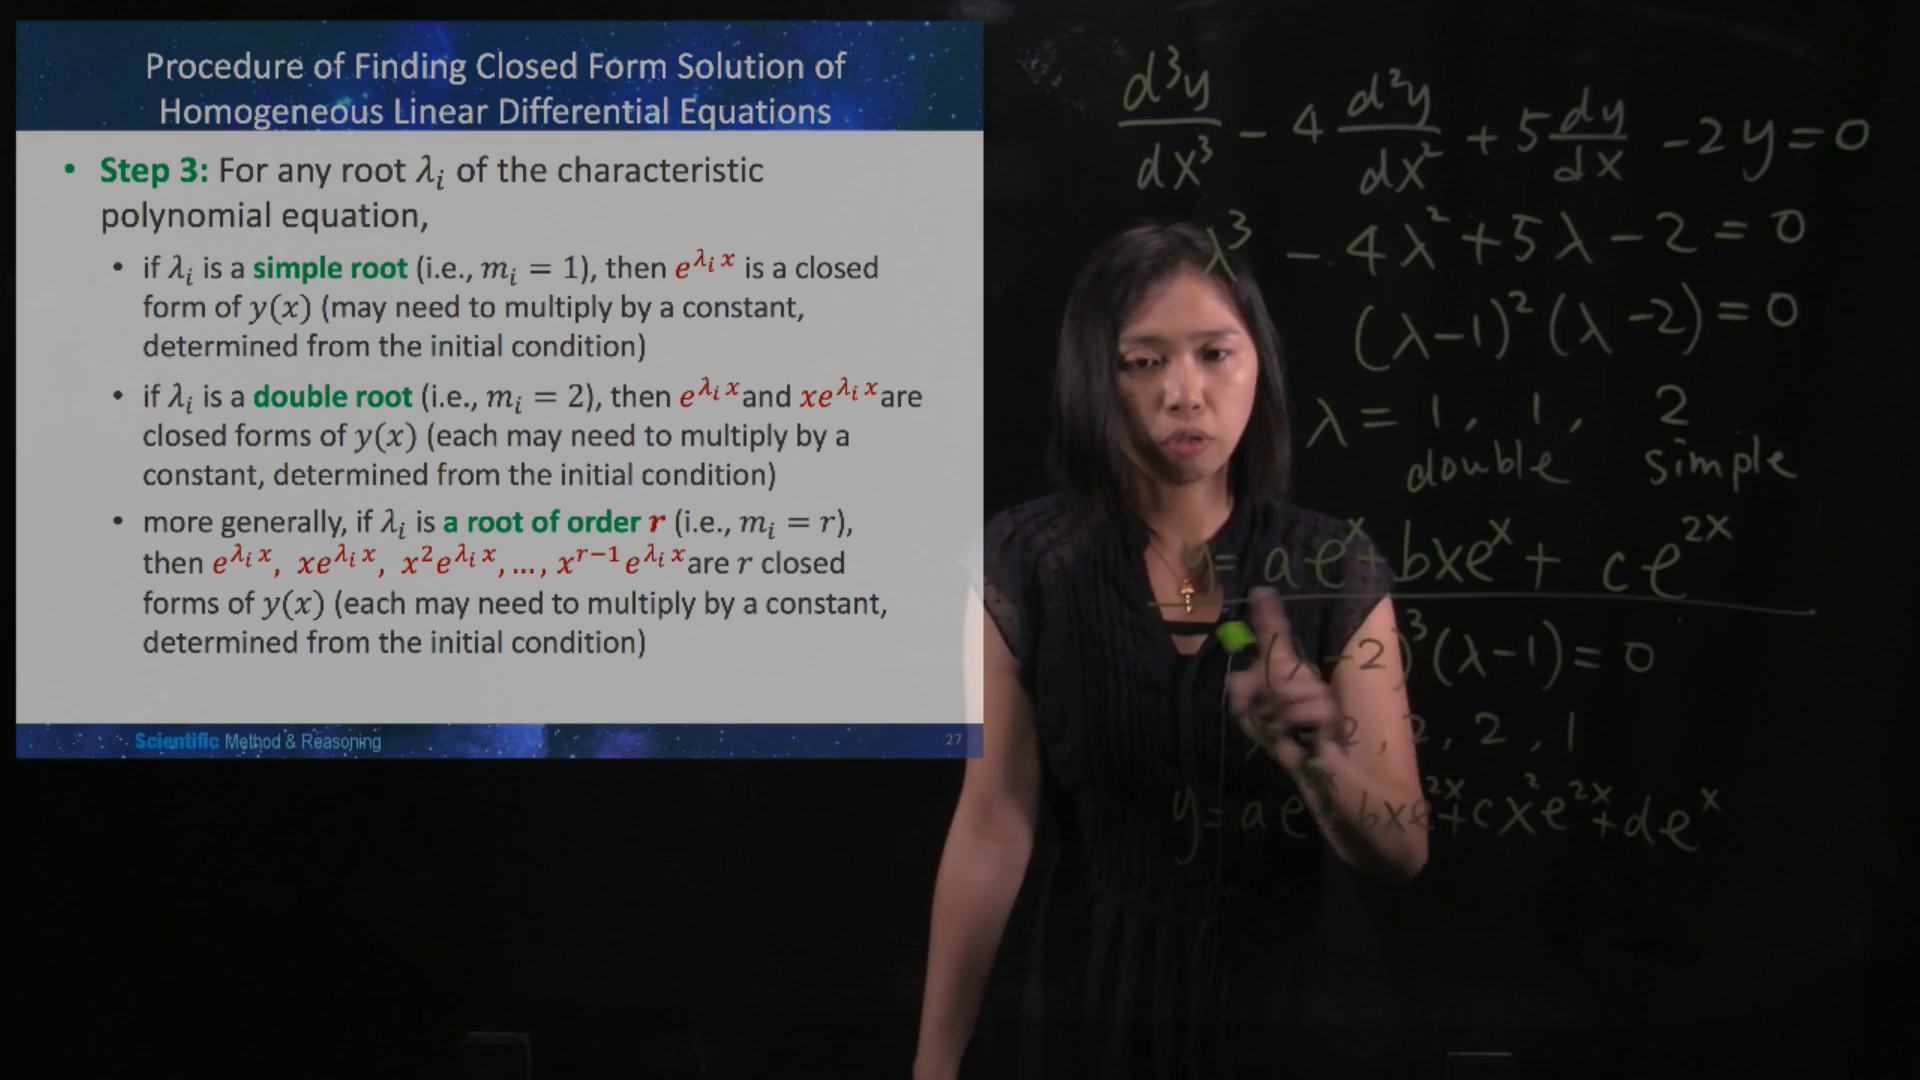 Procedure of Finding Closed Form Solution of
Homogeneous Linear Differential Equations
• Step 3: For any root λᵢ of the characteristic
polynomial equation,
• if λᵢ is a simple root (i.e., mᵢ = 1), then e^{λᵢx} is a closed
form of y(x) (may need to multiply by a constant,
determined from the initial condition)
• if λᵢ is a double root (i.e., mᵢ = 2), then e^{λᵢx} and xe^{λᵢx} are
closed forms of y(x) (each may need to multiply by a
constant, determined from the initial condition)
• more generally, if λᵢ is a root of order r (i.e., mᵢ = r),
then e^{λᵢx}, xe^{λᵢx}, x²e^{λᵢx},…, x^{r−1}e^{λᵢx} are r closed
forms of y(x) (each may need to multiply by a constant,
determined from the initial condition)
Scientific Method & Reasoning
27
d³y/dx³ - 4 d²y/dx² + 5 dy/dx - 2y = 0
λ³ - 4λ² + 5λ - 2 = 0
(λ-1)² (λ-2) = 0
λ = 1, 1, 2
double simple
y = ae^x + bxe^x + ce^{2x}
(λ-2)³(λ-1) = 0
2, 2, 2, 1
y = ae bxe^{2x} + cx²e^{2x} + de^x